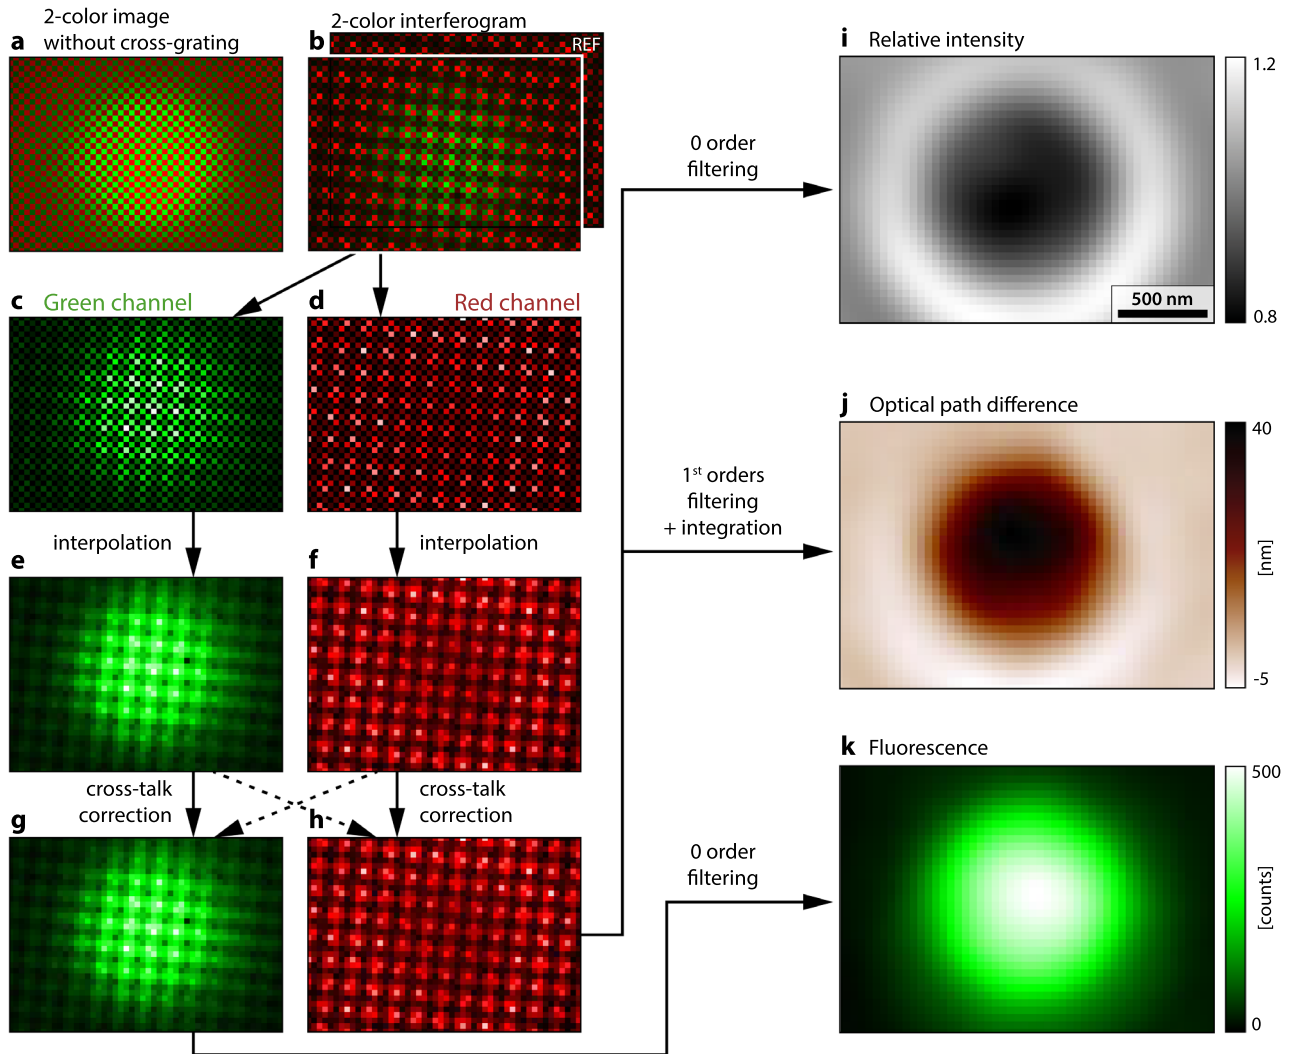 2-color image
a without cross-grating
2-color interferogram
b
REF
c Green channel
d Red channel
interpolation
interpolation
e
f
cross-talk
correction
cross-talk
correction
g
h
0 order
filtering
1st orders
filtering
+ integration
0 order
filtering
i Relative intensity
1.2
500 nm
0.8
j Optical path difference
40
[nm]
-5
k Fluorescence
500
[counts]
0